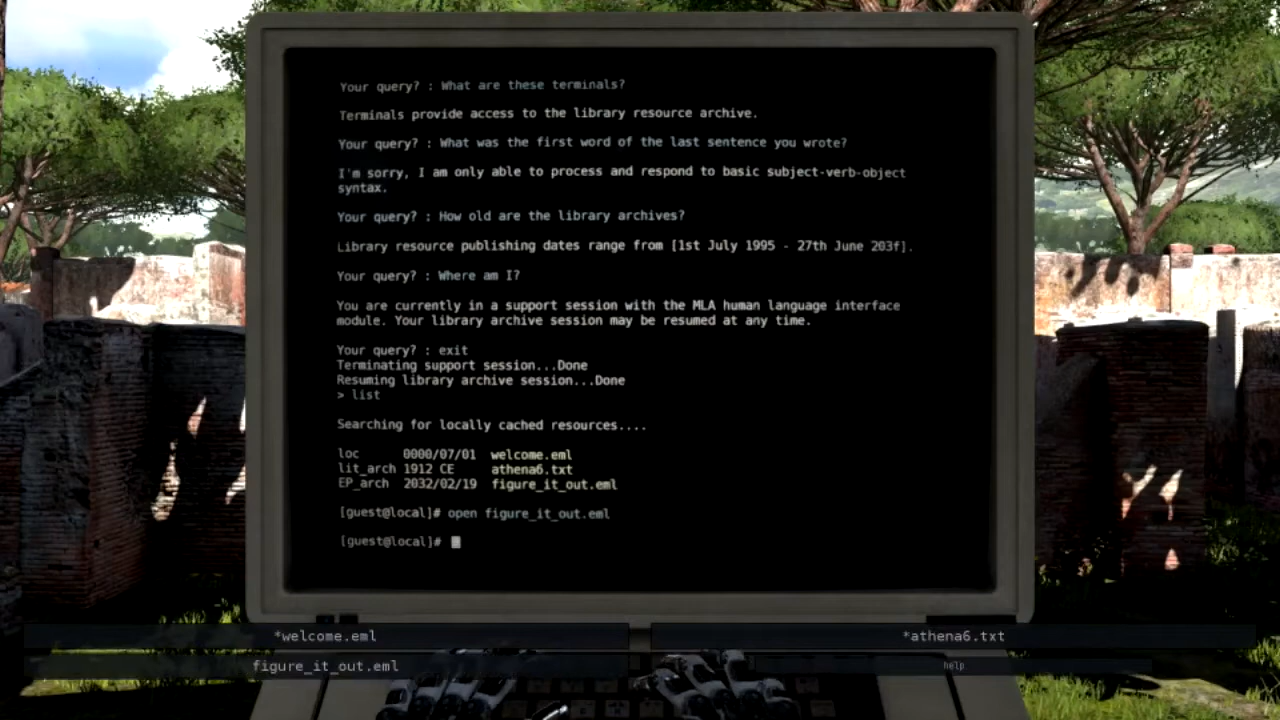 Your query? : What are these terminals?
Terminals provide access to the library resource archive.
Your query? : What was the first word of the last sentence you wrote?
I'm sorry, I am only able to process and respond to basic subject-verb-object
syntax.
Your query? : How old are the library archives?
Library resource publishing dates range from [1st July 1995 - 27th June 203f].
Your query? : Where am I?
You are currently in a support session with the MLA human language interface
module. Your library archive session may be resumed at any time.
Your query? : exit
Terminating support session...Done
Resuming library archive session...Done
> list
Searching for locally cached resources....
loc 0000/07/01 welcome.eml
lit_arch 1912 CE athena6.txt
EP_arch 2032/02/19 figure_it_out.eml
[guest@local]# open figure_it_out.eml
[guest@local]#
*welcome.eml *athena6.txt
figure_it_out.eml help